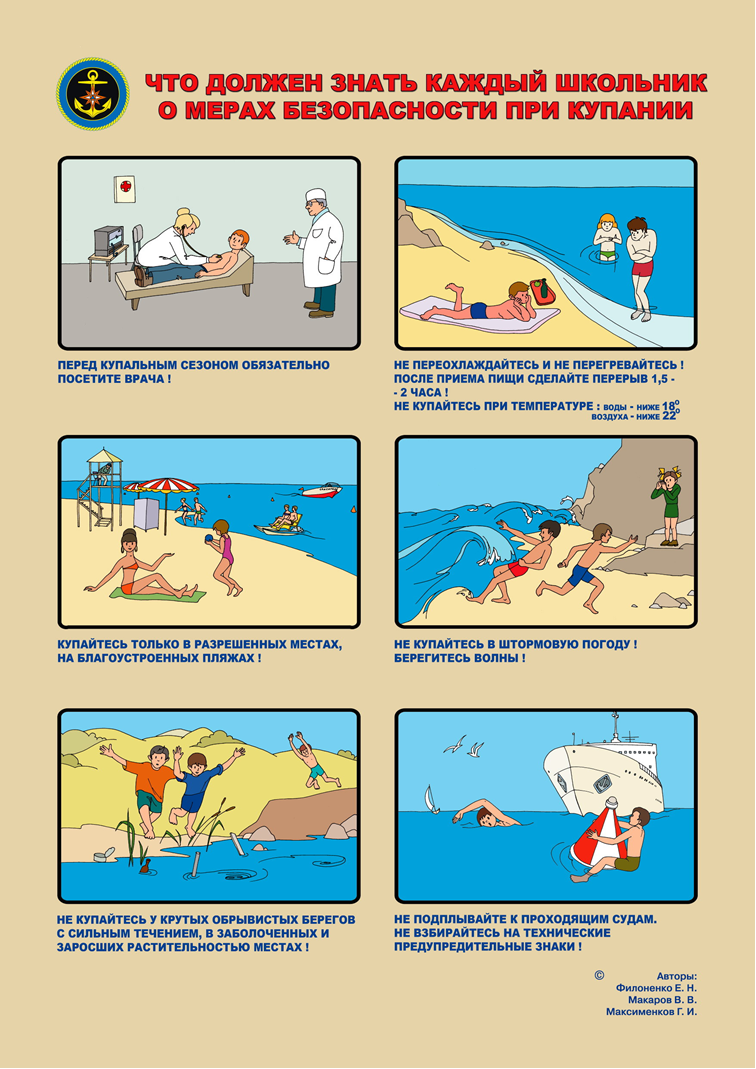 ЧТО ДОЛЖЕН ЗНАТЬ КАЖДЫЙ ШКОЛЬНИК
О МЕРАХ БЕЗОПАСНОСТИ ПРИ КУПАНИИ
ПЕРЕД КУПАЛЬНЫМ СЕЗОНОМ ОБЯЗАТЕЛЬНО
ПОСЕТИТЕ ВРАЧА !
НЕ ПЕРЕОХЛАЖДАЙТЕСЬ И НЕ ПЕРЕГРЕВАЙТЕСЬ !
ПОСЛЕ ПРИЕМА ПИЩИ СДЕЛАЙТЕ ПЕРЕРЫВ 1,5 -
- 2 ЧАСА !
НЕ КУПАЙТЕСЬ ПРИ ТЕМПЕРАТУРЕ : ВОДЫ - НИЖЕ 18°
ВОЗДУХА - НИЖЕ 22°
КУПАЙТЕСЬ ТОЛЬКО В РАЗРЕШЕННЫХ МЕСТАХ,
НА БЛАГОУСТРОЕННЫХ ПЛЯЖАХ !
НЕ КУПАЙТЕСЬ В ШТОРМОВУЮ ПОГОДУ !
БЕРЕГИТЕСЬ ВОЛНЫ !
НЕ КУПАЙТЕСЬ У КРУТЫХ ОБРЫВИСТЫХ БЕРЕГОВ
С СИЛЬНЫМ ТЕЧЕНИЕМ, В ЗАБОЛОЧЕННЫХ И
ЗАРОСШИХ РАСТИТЕЛЬНОСТЬЮ МЕСТАХ !
НЕ ПОДПЛЫВАЙТЕ К ПРОХОДЯЩИМ СУДАМ.
НЕ ВЗБИРАЙТЕСЬ НА ТЕХНИЧЕСКИЕ
ПРЕДУПРЕДИТЕЛЬНЫЕ ЗНАКИ !
© Авторы:
Филоненко Е. Н.
Макаров В. В.
Максименков Г. И.